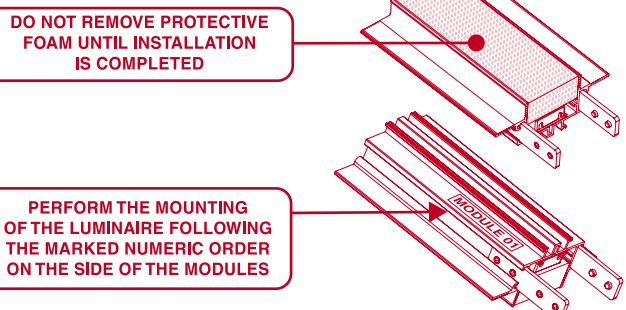 DO NOT REMOVE PROTECTIVE
FOAM UNTIL INSTALLATION
IS COMPLETED
PERFORM THE MOUNTING
OF THE LUMINAIRE FOLLOWING
THE MARKED NUMERIC ORDER
ON THE SIDE OF THE MODULES
MODULE 01